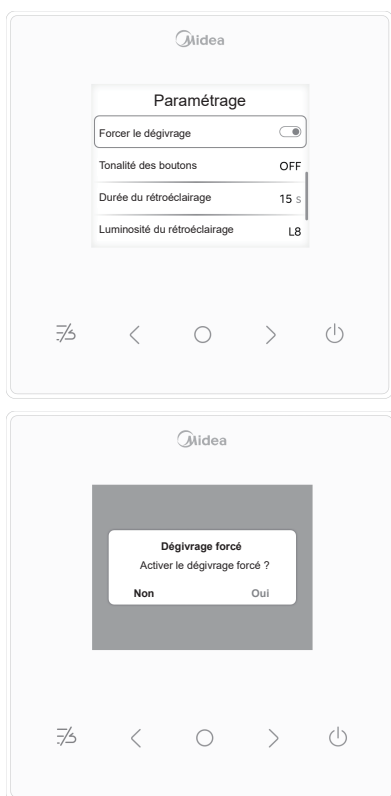 Midea
Paramétrage
Forcer le dégivrage
Tonalité des boutons OFF
Durée du rétroéclairage 15 s
Luminosité du rétroéclairage L8
Midea
Dégivrage forcé
Activer le dégivrage forcé ?
Non Oui